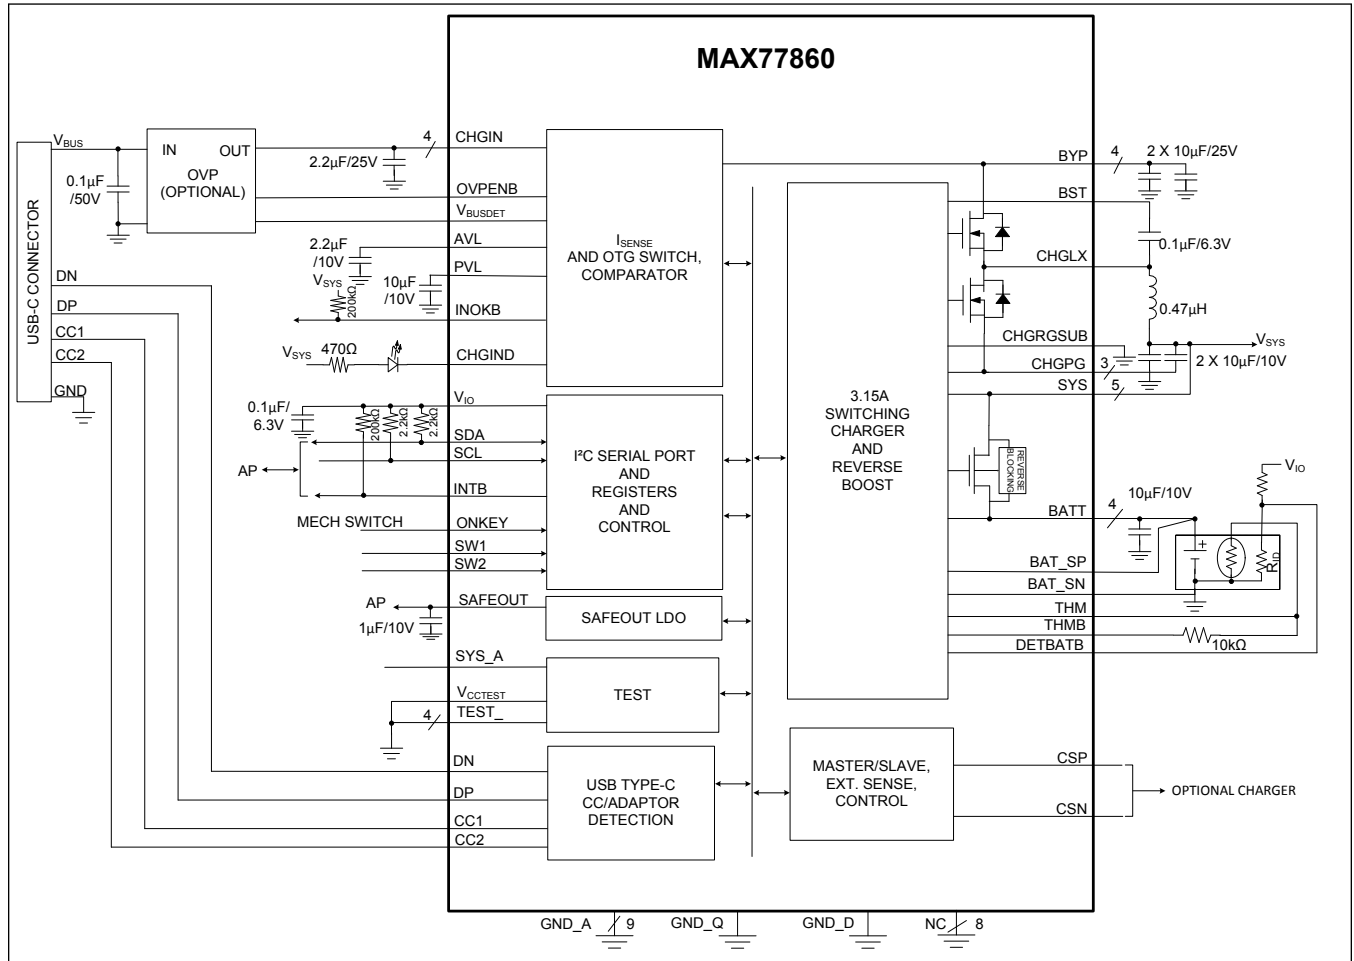 MAX77860
USB-C CONNECTOR
VBUS
0.1µF
/50V
IN
OUT
OVP
(OPTIONAL)
2.2µF/25V
4
CHGIN
OVPENB
VBUSDET
2.2µF
/10V
AVL
10µF
/10V
PVL
VSYS
200kΩ
INOKB
VSYS
470Ω
CHGIND
DN
DP
CC1
CC2
GND
ISENSE
AND OTG SWITCH,
COMPARATOR
0.1µF/
6.3V
VIO
200kΩ
2.2kΩ
2.2kΩ
SDA
SCL
AP
INTB
MECH SWITCH
ONKEY
SW1
SW2
I²C SERIAL PORT
AND
REGISTERS
AND
CONTROL
AP
SAFEOUT
1µF/10V
SAFEOUT LDO
SYS_A
VCCTEST
4
TEST_
TEST
DN
DP
CC1
CC2
USB TYPE-C
CC/ADAPTOR
DETECTION
3.15A
SWITCHING
CHARGER
AND
REVERSE
BOOST
REVERSE
BLOCKING
MASTER/SLAVE,
EXT. SENSE,
CONTROL
BYP
4
2 X 10µF/25V
BST
0.1µF/6.3V
CHGLX
0.47µH
CHGRGSUB
VSYS
CHGPG
3
2 X 10µF/10V
SYS
5
BATT
4
10µF/10V
VIO
RID
+
BAT_SP
BAT_SN
THM
THMB
10kΩ
DETBATB
CSP
CSN
OPTIONAL CHARGER
GND_A
9
GND_Q
GND_D
NC
8